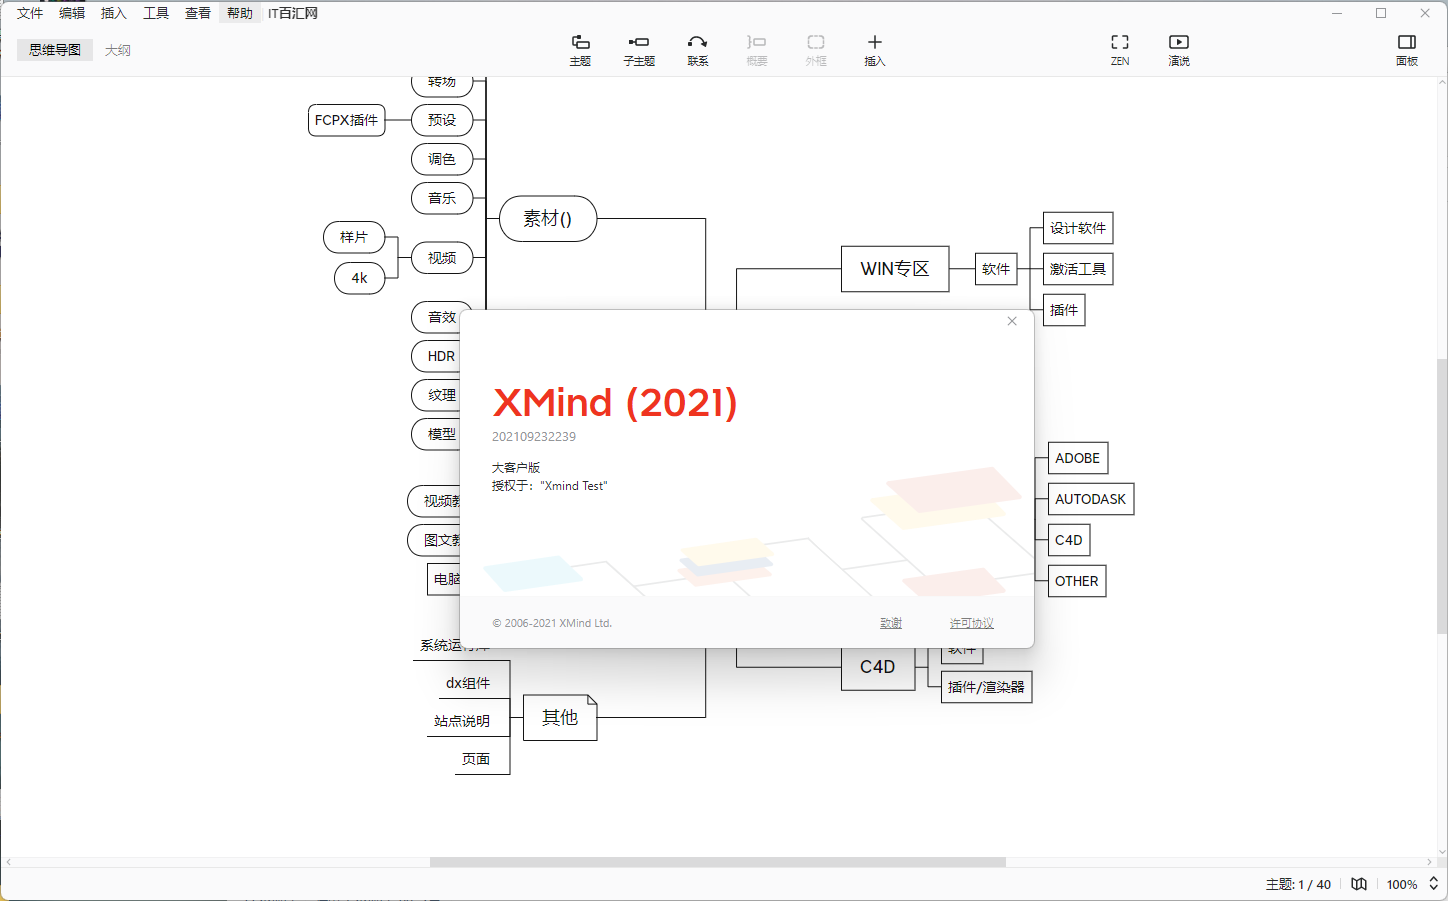 文件 编辑 插入 工具 查看 帮助 IT百汇网
思维导图 大纲
主题 子主题 联系 概要 外框 插入 ZEN 演说 面板
转场
FCPX插件 预设
调色
音乐
素材()
样片
视频
4k
音效
HDR
纹理
模型
视频教
图文教
电脑
WIN专区 软件
设计软件
激活工具
插件
XMind (2021)
202109232239
大客户版
授权于："Xmind Test"
© 2006-2021 XMind Ltd. 致谢 许可协议
ADOBE
AUTODASK
C4D
OTHER
系统运行库
dx组件
站点说明
页面
其他
C4D
软件
插件/渲染器
主题: 1 / 40 100%